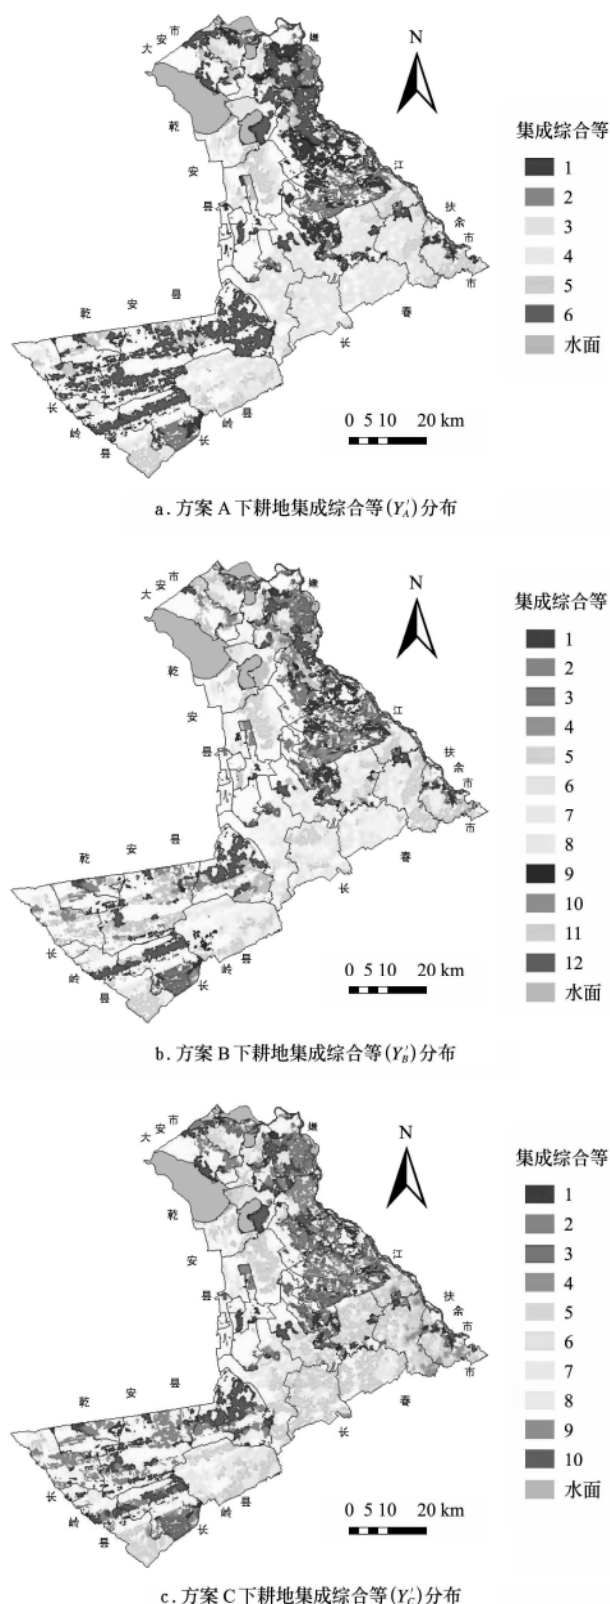 大安市
嫩
N
乾
江
安
扶
县
余
市
乾 安 县
市
春
长
长
岭
县
长
岭
县
0 5 10 20 km
集成综合等
1
2
3
4
5
6
水面
a. 方案 A 下耕地集成综合等(Y'A)分布
大安市
嫩
N
乾
江
安
扶
县
余
市
乾 安 县
市
春
长
长
岭
县
长
岭
县
0 5 10 20 km
集成综合等
1
2
3
4
5
6
7
8
9
10
11
12
水面
b. 方案 B 下耕地集成综合等(Y'B)分布
大安市
嫩
N
乾
江
安
扶
县
余
市
乾 安 县
市
春
长
长
岭
县
长
岭
县
0 5 10 20 km
集成综合等
1
2
3
4
5
6
7
8
9
10
水面
c. 方案 C 下耕地集成综合等(Y'C)分布